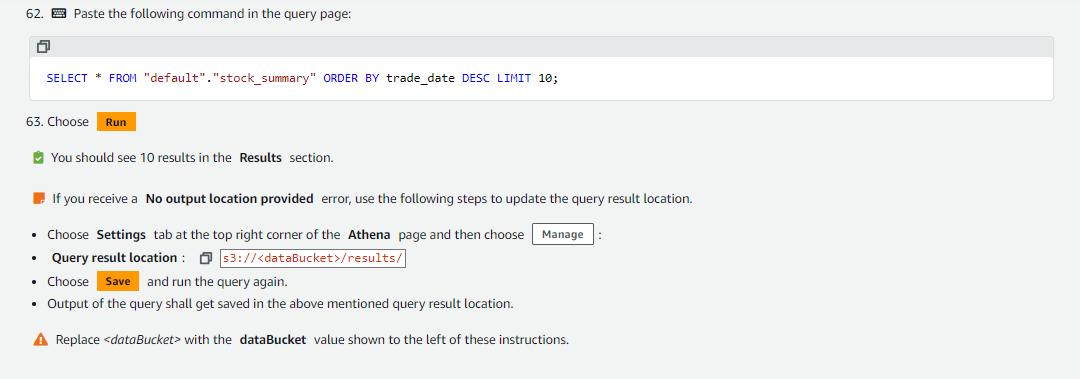 62. Paste the following command in the query page:
SELECT * FROM "default"."stock_summary" ORDER BY trade_date DESC LIMIT 10;
63. Choose Run
You should see 10 results in the Results section.
If you receive a No output location provided error, use the following steps to update the query result location.
• Choose Settings tab at the top right corner of the Athena page and then choose Manage :
• Query result location : s3://<dataBucket>/results/
• Choose Save and run the query again.
• Output of the query shall get saved in the above mentioned query result location.
Replace <dataBucket> with the dataBucket value shown to the left of these instructions.